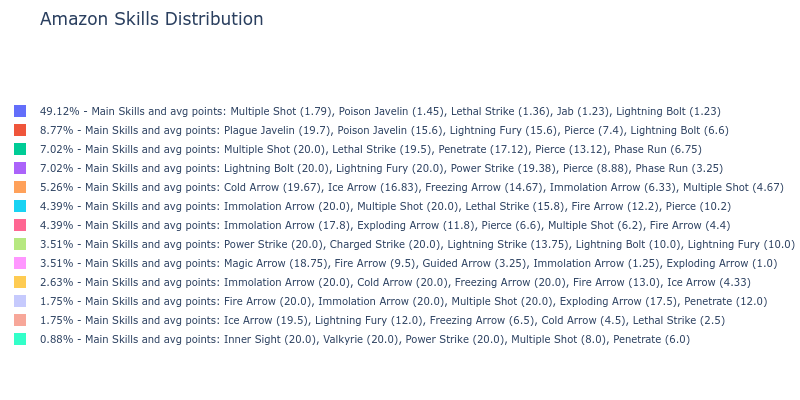 Amazon Skills Distribution
49.12% - Main Skills and avg points: Multiple Shot (1.79), Poison Javelin (1.45), Lethal Strike (1.36), Jab (1.23), Lightning Bolt (1.23)
8.77% - Main Skills and avg points: Plague Javelin (19.7), Poison Javelin (15.6), Lightning Fury (15.6), Pierce (7.4), Lightning Bolt (6.6)
7.02% - Main Skills and avg points: Multiple Shot (20.0), Lethal Strike (19.5), Penetrate (17.12), Pierce (13.12), Phase Run (6.75)
7.02% - Main Skills and avg points: Lightning Bolt (20.0), Lightning Fury (20.0), Power Strike (19.38), Pierce (8.88), Phase Run (3.25)
5.26% - Main Skills and avg points: Cold Arrow (19.67), Ice Arrow (16.83), Freezing Arrow (14.67), Immolation Arrow (6.33), Multiple Shot (4.67)
4.39% - Main Skills and avg points: Immolation Arrow (20.0), Multiple Shot (20.0), Lethal Strike (15.8), Fire Arrow (12.2), Pierce (10.2)
4.39% - Main Skills and avg points: Immolation Arrow (17.8), Exploding Arrow (11.8), Pierce (6.6), Multiple Shot (6.2), Fire Arrow (4.4)
3.51% - Main Skills and avg points: Power Strike (20.0), Charged Strike (20.0), Lightning Strike (13.75), Lightning Bolt (10.0), Lightning Fury (10.0)
3.51% - Main Skills and avg points: Magic Arrow (18.75), Fire Arrow (9.5), Guided Arrow (3.25), Immolation Arrow (1.25), Exploding Arrow (1.0)
2.63% - Main Skills and avg points: Immolation Arrow (20.0), Cold Arrow (20.0), Freezing Arrow (20.0), Fire Arrow (13.0), Ice Arrow (4.33)
1.75% - Main Skills and avg points: Fire Arrow (20.0), Immolation Arrow (20.0), Multiple Shot (20.0), Exploding Arrow (17.5), Penetrate (12.0)
1.75% - Main Skills and avg points: Ice Arrow (19.5), Lightning Fury (12.0), Freezing Arrow (6.5), Cold Arrow (4.5), Lethal Strike (2.5)
0.88% - Main Skills and avg points: Inner Sight (20.0), Valkyrie (20.0), Power Strike (20.0), Multiple Shot (8.0), Penetrate (6.0)